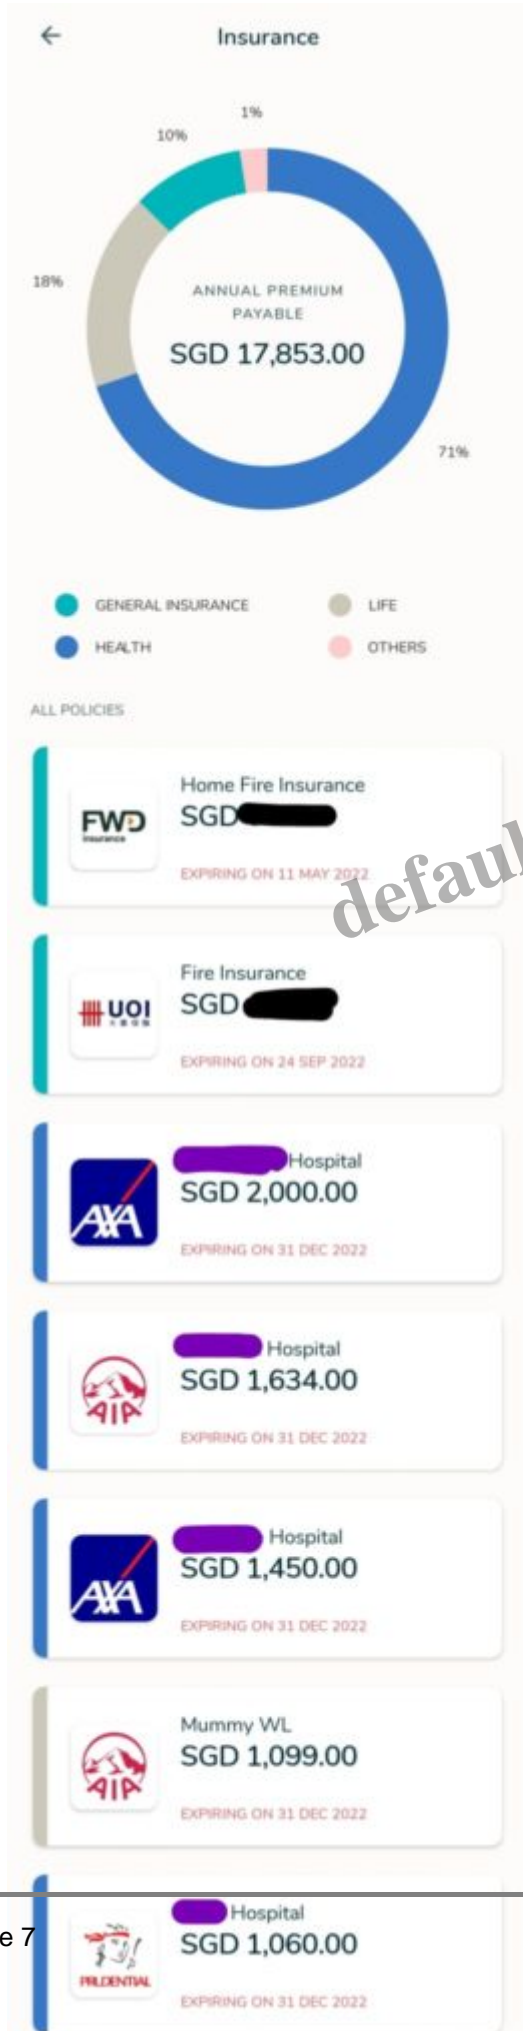 Insurance
1%
10%
18%
ANNUAL PREMIUM
PAYABLE
SGD 17,853.00
71%
GENERAL INSURANCE
LIFE
HEALTH
OTHERS
ALL POLICIES
FWD
insurance
Home Fire Insurance
SGD
EXPIRING ON 11 MAY 2022
defaul
UOI
Fire Insurance
SGD
EXPIRING ON 24 SEP 2022
AXA
Hospital
SGD 2,000.00
EXPIRING ON 31 DEC 2022
AIA
Hospital
SGD 1,634.00
EXPIRING ON 31 DEC 2022
AXA
Hospital
SGD 1,450.00
EXPIRING ON 31 DEC 2022
AIA
Mummy WL
SGD 1,099.00
EXPIRING ON 31 DEC 2022
e 7
PRUDENTIAL
Hospital
SGD 1,060.00
EXPIRING ON 31 DEC 2022